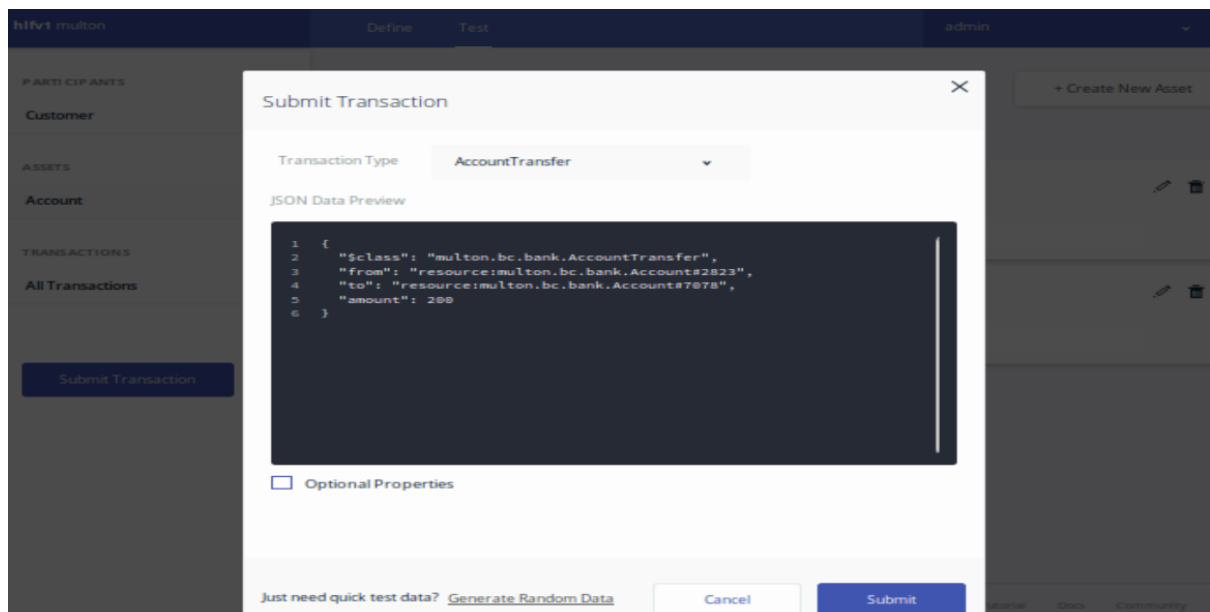 hlfv1 multon
Define
Test
admin
PARTICIPANTS
Customer
ASSETS
Account
TRANSACTIONS
All Transactions
Submit Transaction
+ Create New Asset
Submit Transaction
Transaction Type
AccountTransfer
JSON Data Preview
1 {
2 "$class": "multon.bc.bank.AccountTransfer",
3 "from": "resource:multon.bc.bank.Account#2823",
4 "to": "resource:multon.bc.bank.Account#7078",
5 "amount": 200
6 }
Optional Properties
Just need quick test data? Generate Random Data
Cancel
Submit
Docs
Community